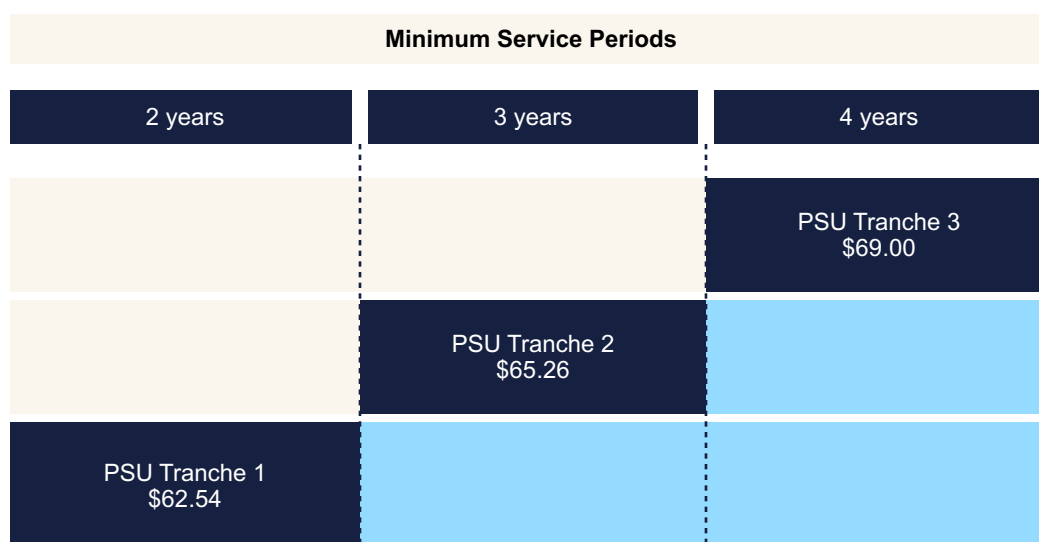 Minimum Service Periods
2 years
3 years
4 years
PSU Tranche 3
$69.00
PSU Tranche 2
$65.26
PSU Tranche 1
$62.54